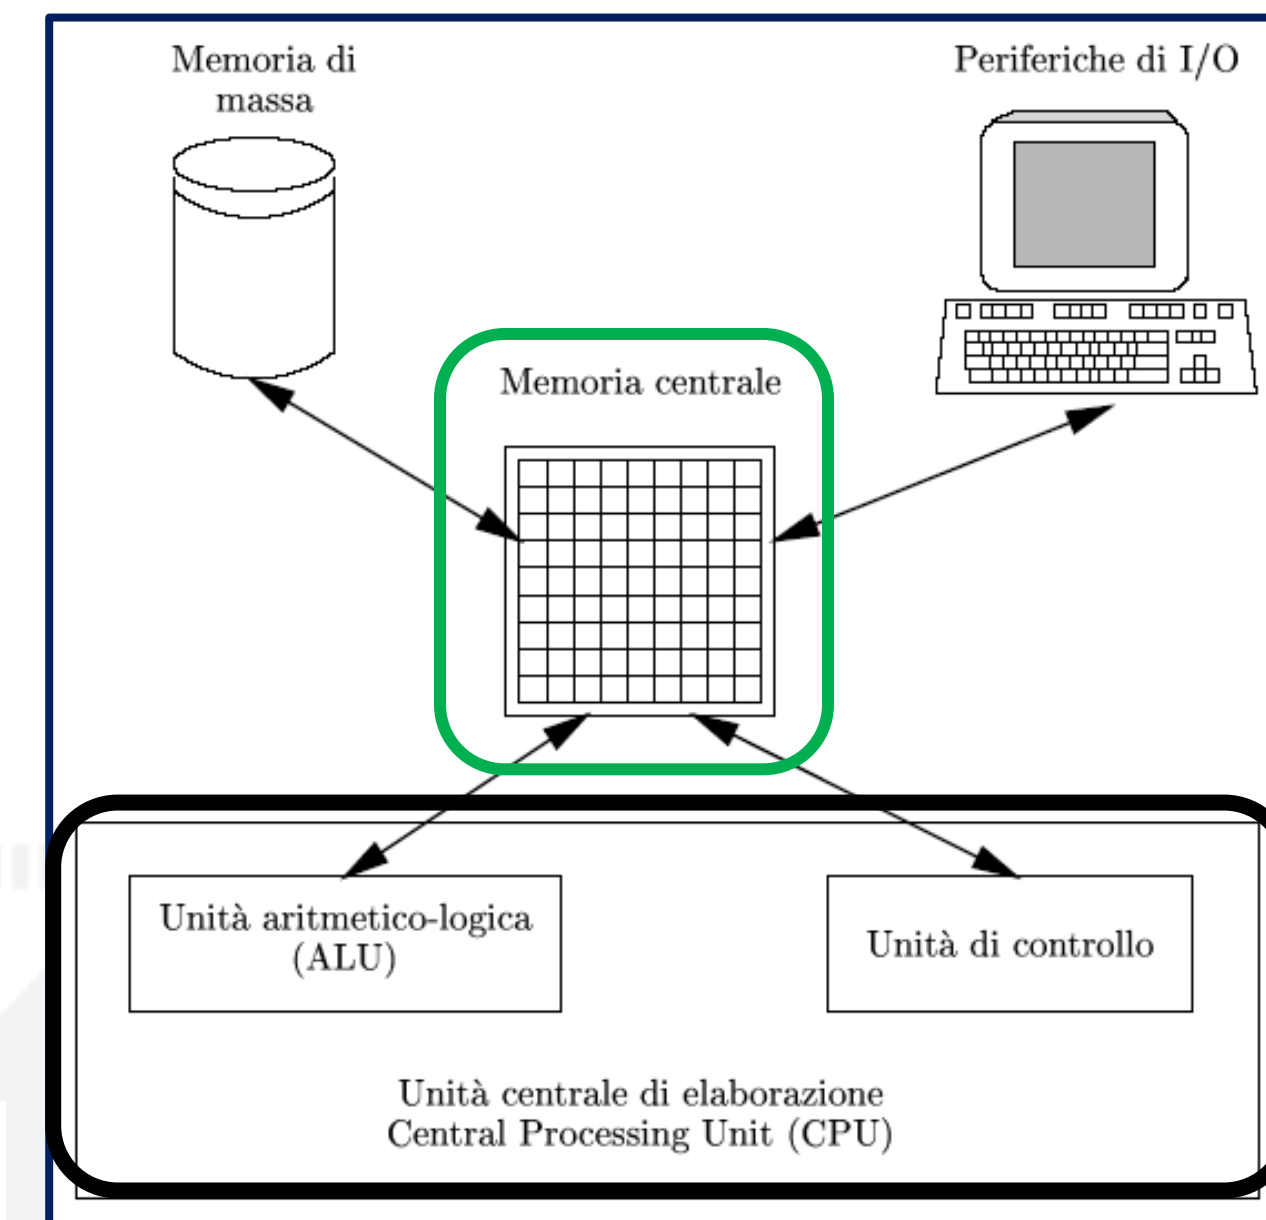 Memoria di
massa
Periferiche di I/O
Memoria centrale
Unità aritmetico-logica
(ALU)
Unità di controllo
Unità centrale di elaborazione
Central Processing Unit (CPU)